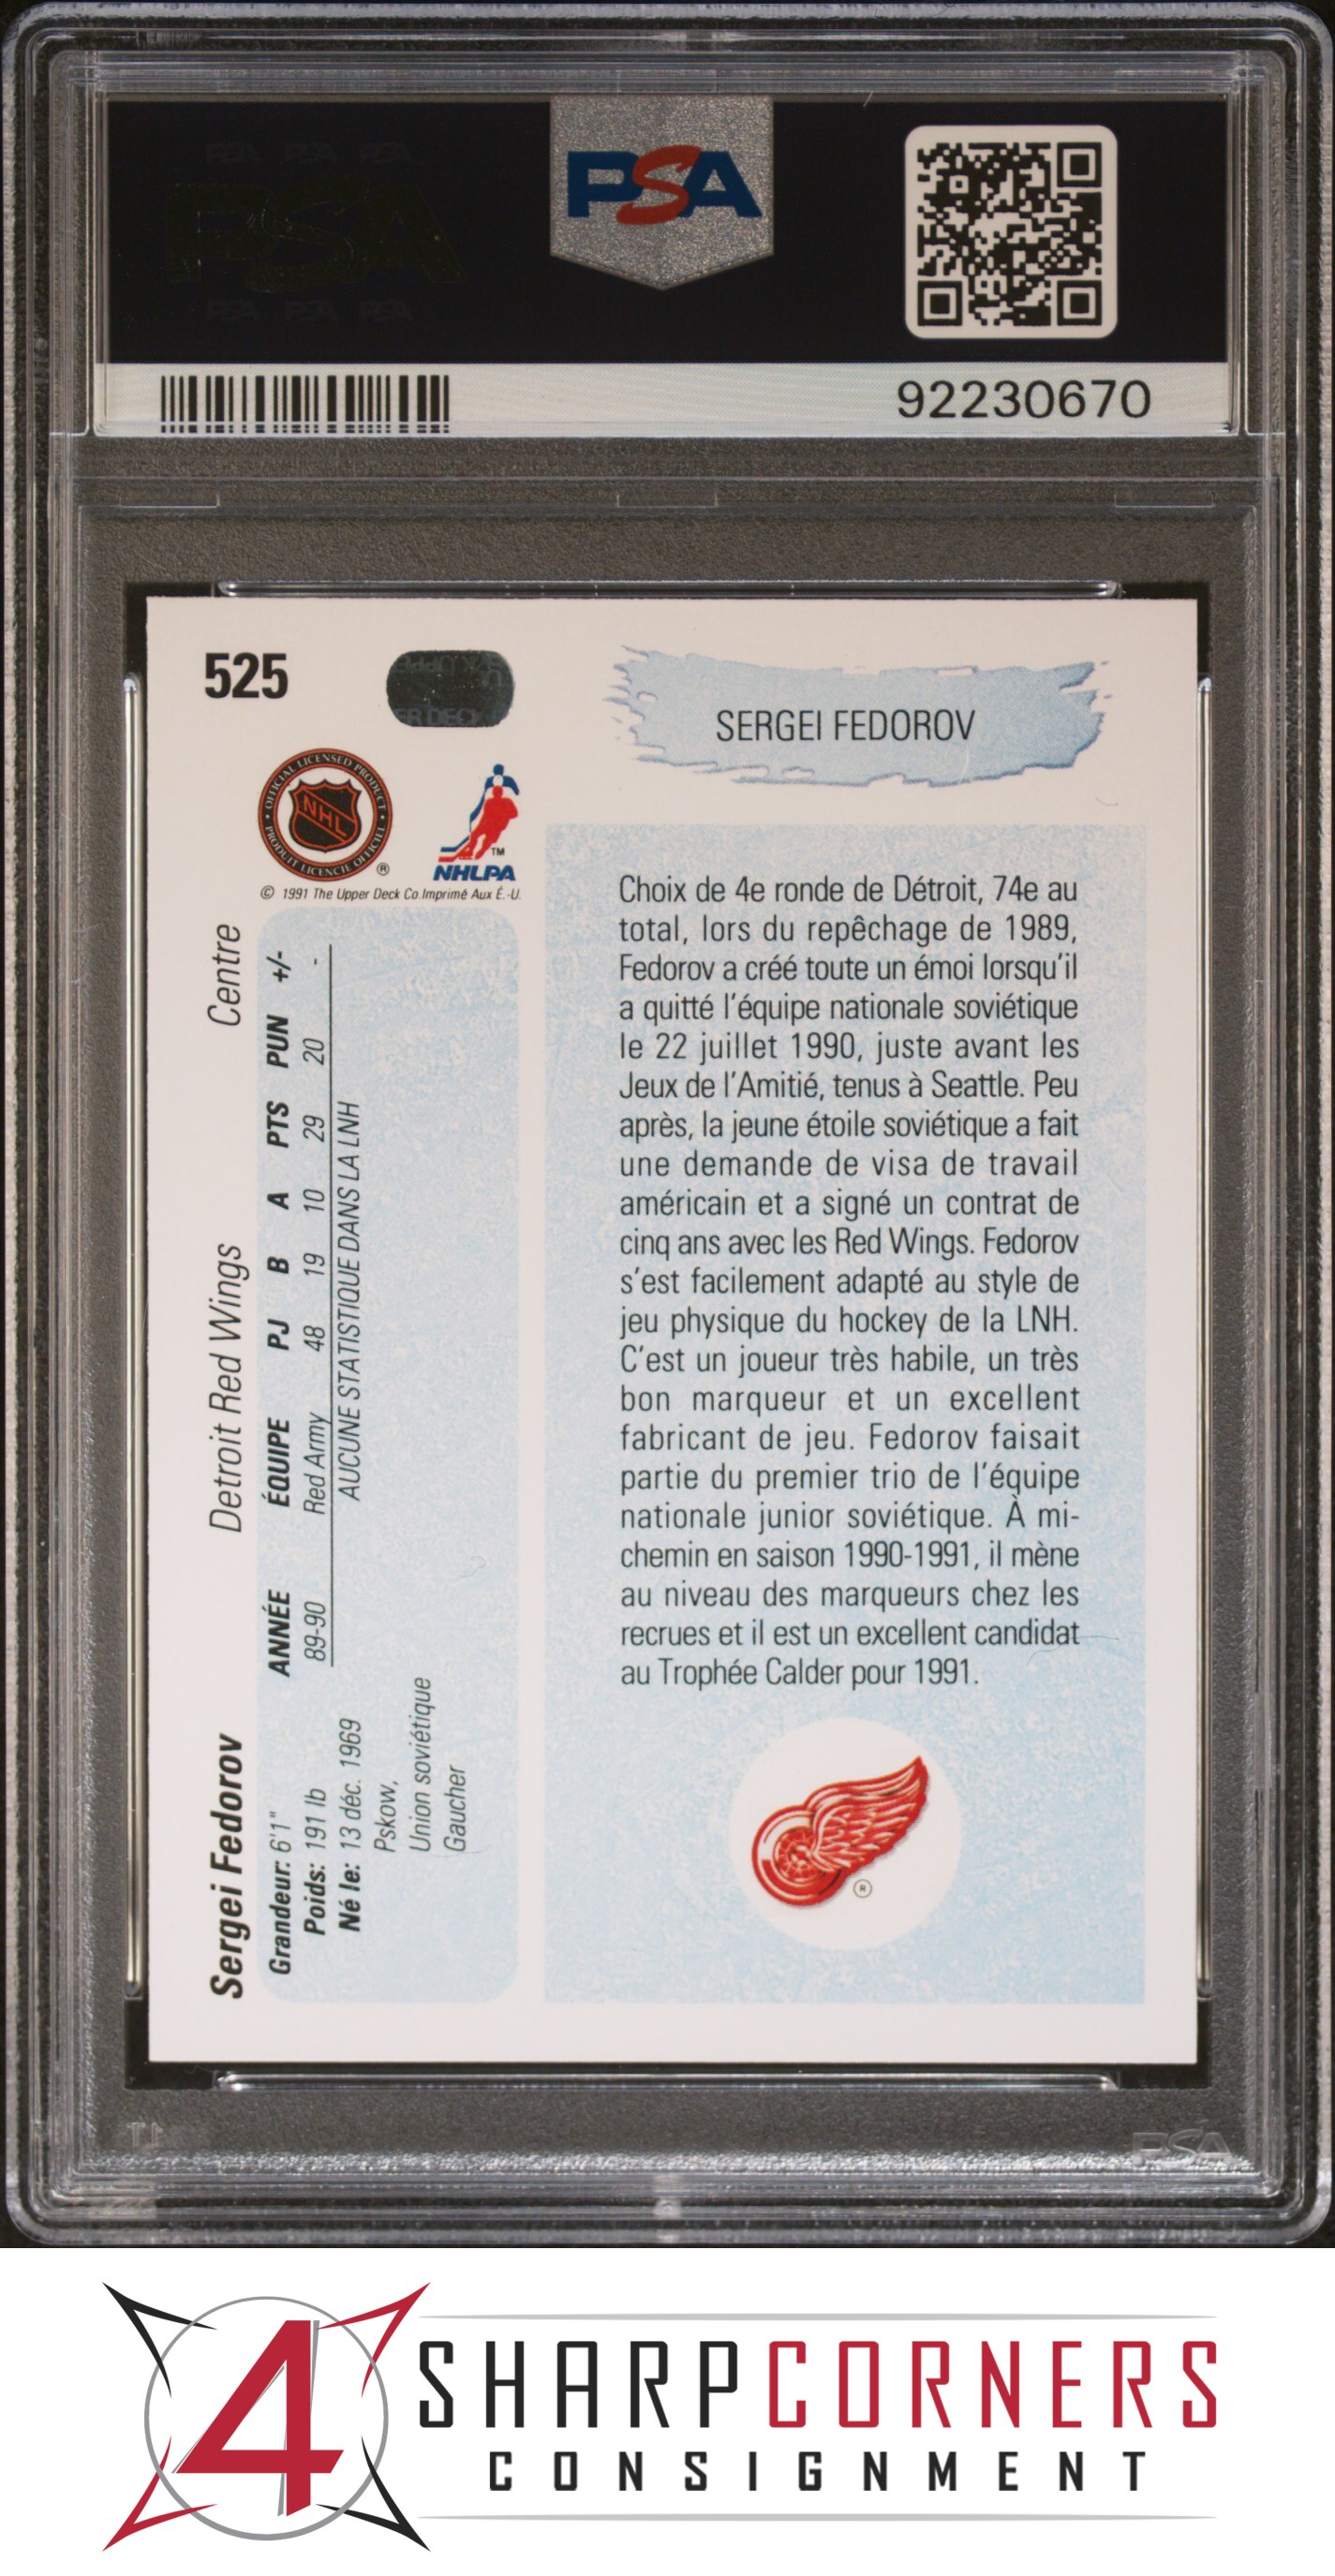 PSA
92230670
525
SERGEI FEDOROV
OFFICIAL LICENSED PRODUCT • PRODUIT LICENCIÉ OFFICIEL
NHL
®
TM
NHLPA
© 1991 The Upper Deck Co. Imprimé Aux É.-U.
Sergei Fedorov Detroit Red Wings Centre
Grandeur: 6'1"
Poids: 191 lb
Né le: 13 déc. 1969
Pskow,
Union soviétique
Gaucher
ANNÉE ÉQUIPE PJ B A PTS PUN +/-
89-90 Red Army 48 19 10 29 20 -
AUCUNE STATISTIQUE DANS LA LNH
Choix de 4e ronde de Détroit, 74e au
total, lors du repêchage de 1989,
Fedorov a créé toute un émoi lorsqu'il
a quitté l'équipe nationale soviétique
le 22 juillet 1990, juste avant les
Jeux de l'Amitié, tenus à Seattle. Peu
après, la jeune étoile soviétique a fait
une demande de visa de travail
américain et a signé un contrat de
cinq ans avec les Red Wings. Fedorov
s'est facilement adapté au style de
jeu physique du hockey de la LNH.
C'est un joueur très habile, un très
bon marqueur et un excellent
fabricant de jeu. Fedorov faisait
partie du premier trio de l'équipe
nationale junior soviétique. À mi-
chemin en saison 1990-1991, il mène
au niveau des marqueurs chez les
recrues et il est un excellent candidat
au Trophée Calder pour 1991.
®
PSA
4 SHARPCORNERS
CONSIGNMENT